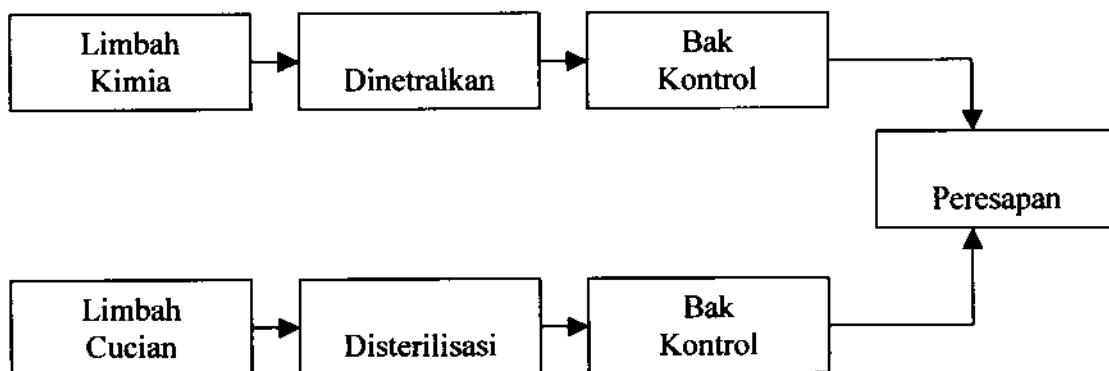 Limbah
Kimia
Dinetralkan
Bak
Kontrol
Peresapan
Limbah
Cucian
Disterilisasi
Bak
Kontrol